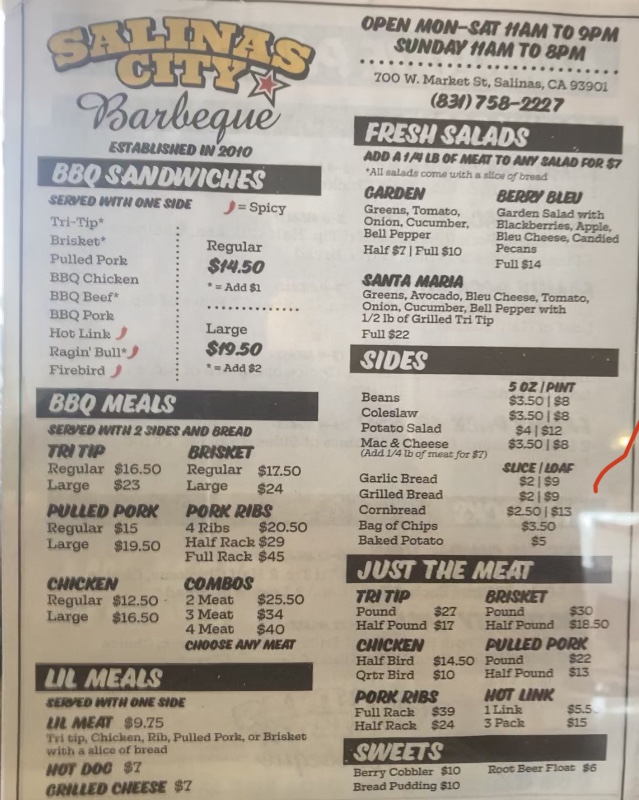 SALINAS
CITY
Barbeque
ESTABLISHED IN 2010
OPEN MON-SAT 11AM TO 9PM
SUNDAY 11AM TO 8PM
700 W. Market St, Salinas, CA 93901
(831) 758-2227
BBQ SANDWICHES
SERVED WITH ONE SIDE
= Spicy
Tri-Tip*
Brisket*
Pulled Pork
BBQ Chicken
BBQ Beef*
BBQ Pork
Hot Link
Ragin' Bull*
Firebird
Regular
$14.50
* = Add $1
Large
$19.50
* = Add $2
BBQ MEALS
SERVED WITH 2 SIDES AND BREAD
TRI TIP
Regular $16.50
Large $23
BRISKET
Regular $17.50
Large $24
PULLED PORK
Regular $15
Large $19.50
PORK RIBS
4 Ribs $20.50
Half Rack $29
Full Rack $45
CHICKEN
Regular $12.50
Large $16.50
COMBOS
2 Meat $25.50
3 Meat $34
4 Meat $40
CHOOSE ANY MEAT
LIL MEALS
SERVED WITH ONE SIDE
LIL MEAT $9.75
Tri tip, Chicken, Rib, Pulled Pork, or Brisket
with a slice of bread
HOT DOG $7
GRILLED CHEESE $7
FRESH SALADS
ADD A 1/4 LB OF MEAT TO ANY SALAD FOR $7
*All salads come with a slice of bread
GARDEN
Greens, Tomato,
Onion, Cucumber,
Bell Pepper
Half $7 | Full $10
BERRY BLEU
Garden Salad with
Blackberries, Apple,
Bleu Cheese, Candied
Pecans
Full $14
SANTA MARIA
Greens, Avocado, Bleu Cheese, Tomato,
Onion, Cucumber, Bell Pepper with
1/2 lb of Grilled Tri Tip
Full $22
SIDES
5 OZ | PINT
Beans $3.50 | $8
Coleslaw $3.50 | $8
Potato Salad $4 | $12
Mac & Cheese $3.50 | $8
(Add 1/4 lb of meat for $7)
SLICE | LOAF
Garlic Bread $2 | $9
Grilled Bread $2 | $9
Cornbread $2.50 | $13
Bag of Chips $3.50
Baked Potato $5
JUST THE MEAT
TRI TIP
Pound $27
Half Pound $17
BRISKET
Pound $30
Half Pound $18.50
CHICKEN
Half Bird $14.50
Qrtr Bird $10
PULLED PORK
Pound $22
Half Pound $13
PORK RIBS
Full Rack $39
Half Rack $24
HOT LINK
1 Link $5.5
3 Pack $15
SWEETS
Berry Cobbler $10
Root Beer Float $6
Bread Pudding $10